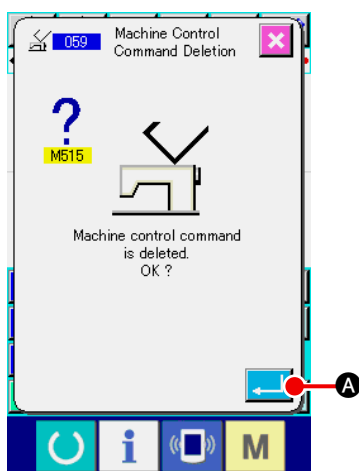 059
Machine Control
Command Deletion
?
M515
Machine control command
is deleted.
OK ?
A
i
M